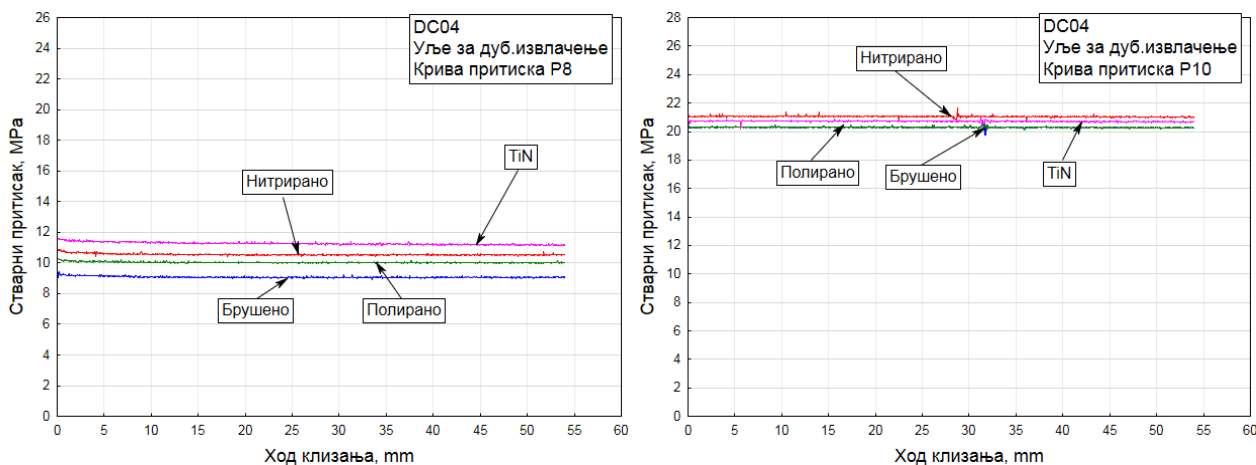 DC04
Уље за дуб.извлачење
Крива притиска P8
Стварни притисак, MPa
26
24
22
20
18
16
14
12
10
8
6
4
2
0
TiN
Нитрирано
Брушено
Полирано
0 5 10 15 20 25 30 35 40 45 50 55 60
Ход клизања, mm
DC04
Уље за дуб.извлачење
Крива притиска P10
Стварни притисак, MPa
28
26
24
22
20
18
16
14
12
10
8
6
4
2
0
Нитрирано
Полирано
Брушено
TiN
0 5 10 15 20 25 30 35 40 45 50 55 60
Ход клизања, mm